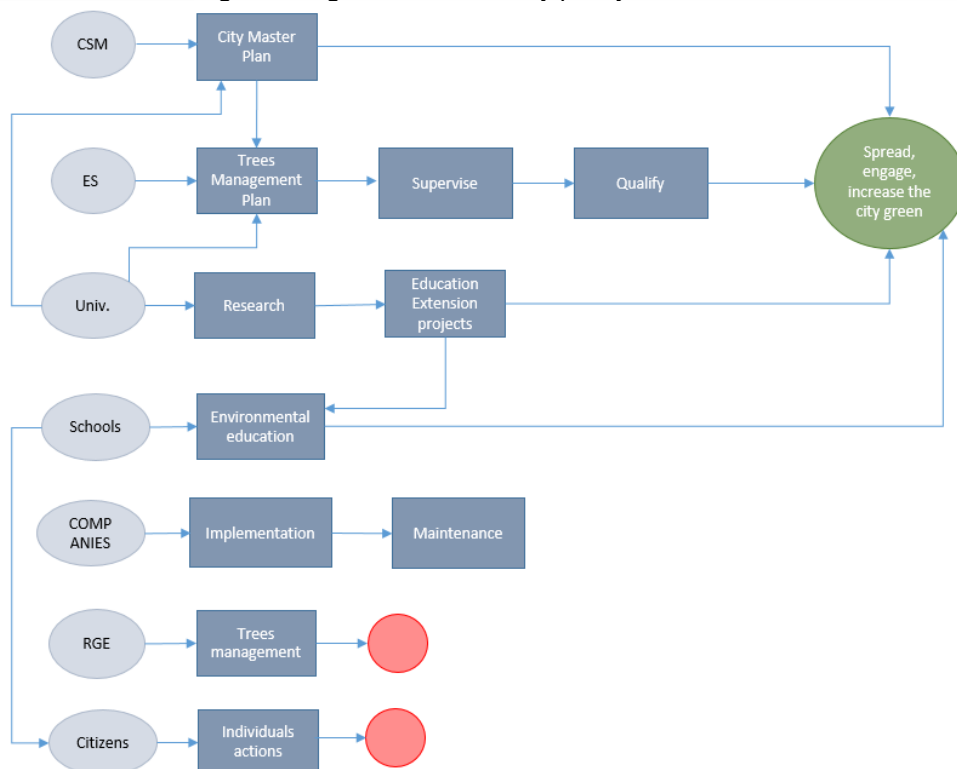 CSM
City Master
Plan
ES
Trees
Management
Plan
Supervise
Qualify
Spread,
engage,
increase the
city green
Univ.
Research
Education
Extension
projects
Schools
Environmental
education
COMP
ANIES
Implementation
Maintenance
RGE
Trees
management
Citizens
Individuals
actions